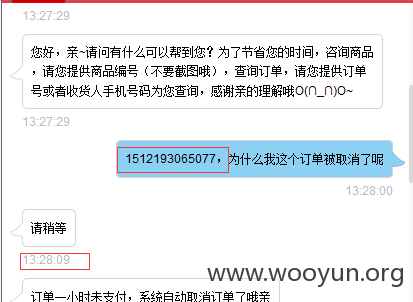 13:27:29
您好，亲~请问有什么可以帮到您？为了节省您的时间，咨询商品
，请您提供商品编号（不要截图哦），查询订单，请您提供订单
号或者收货人手机号码为您查询，感谢亲的理解哦O(∩_∩)O~
13:27:29
1512193065077，为什么我这个订单被取消了呢
13:28:00
请稍等
13:28:09
www.wooyun.org
订单一小时未支付，系统自动取消订单了哦亲